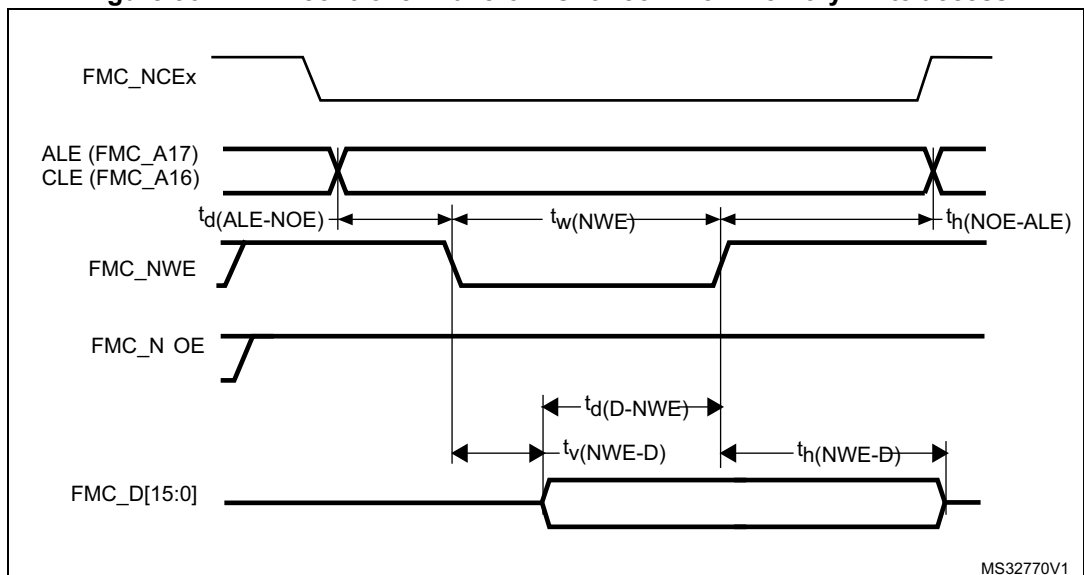 FMC_NCEx
ALE (FMC_A17)
CLE (FMC_A16)
td(ALE-NOE)
tw(NWE)
th(NOE-ALE)
FMC_NWE
FMC_N OE
td(D-NWE)
tv(NWE-D)
th(NWE-D)
FMC_D[15:0]
MS32770V1